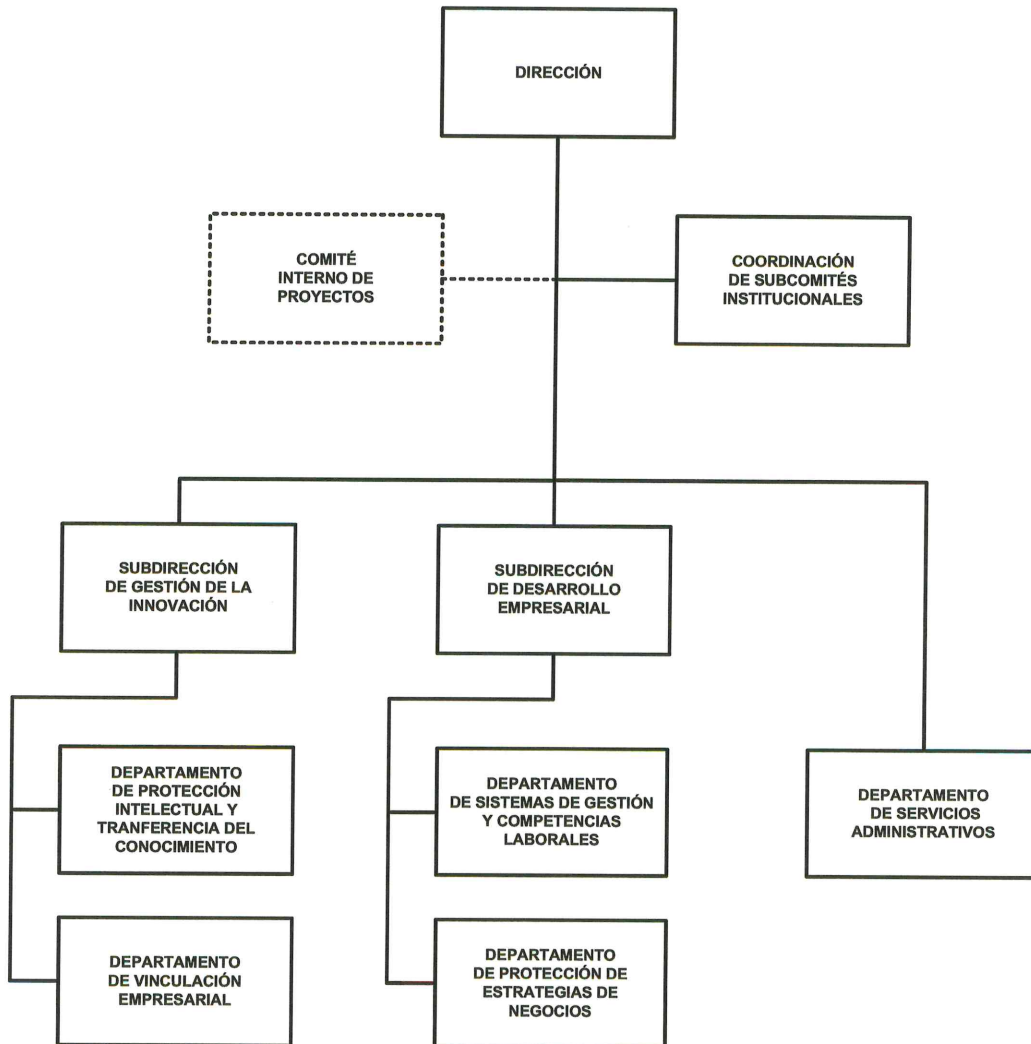 DIRECCIÓN
COMITÉ
INTERNO DE
PROYECTOS
COORDINACIÓN
DE SUBCOMITÉS
INSTITUCIONALES
SUBDIRECCIÓN
DE GESTIÓN DE LA
INNOVACIÓN
SUBDIRECCIÓN
DE DESARROLLO
EMPRESARIAL
DEPARTAMENTO
DE PROTECCIÓN
INTELECTUAL Y
TRANFERENCIA DEL
CONOCIMIENTO
DEPARTAMENTO
DE SISTEMAS DE GESTIÓN
Y COMPETENCIAS
LABORALES
DEPARTAMENTO
DE SERVICIOS
ADMINISTRATIVOS
DEPARTAMENTO
DE VINCULACIÓN
EMPRESARIAL
DEPARTAMENTO
DE PROTECCIÓN DE
ESTRATEGIAS DE
NEGOCIOS